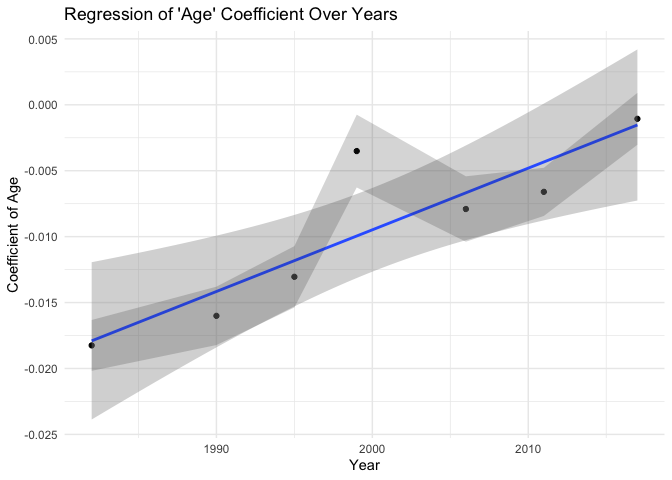 Regression of 'Age' Coefficient Over Years
0.005
0.000
-0.005
-0.010
-0.015
-0.020
-0.025
Coefficient of Age
1990 2000 2010
Year